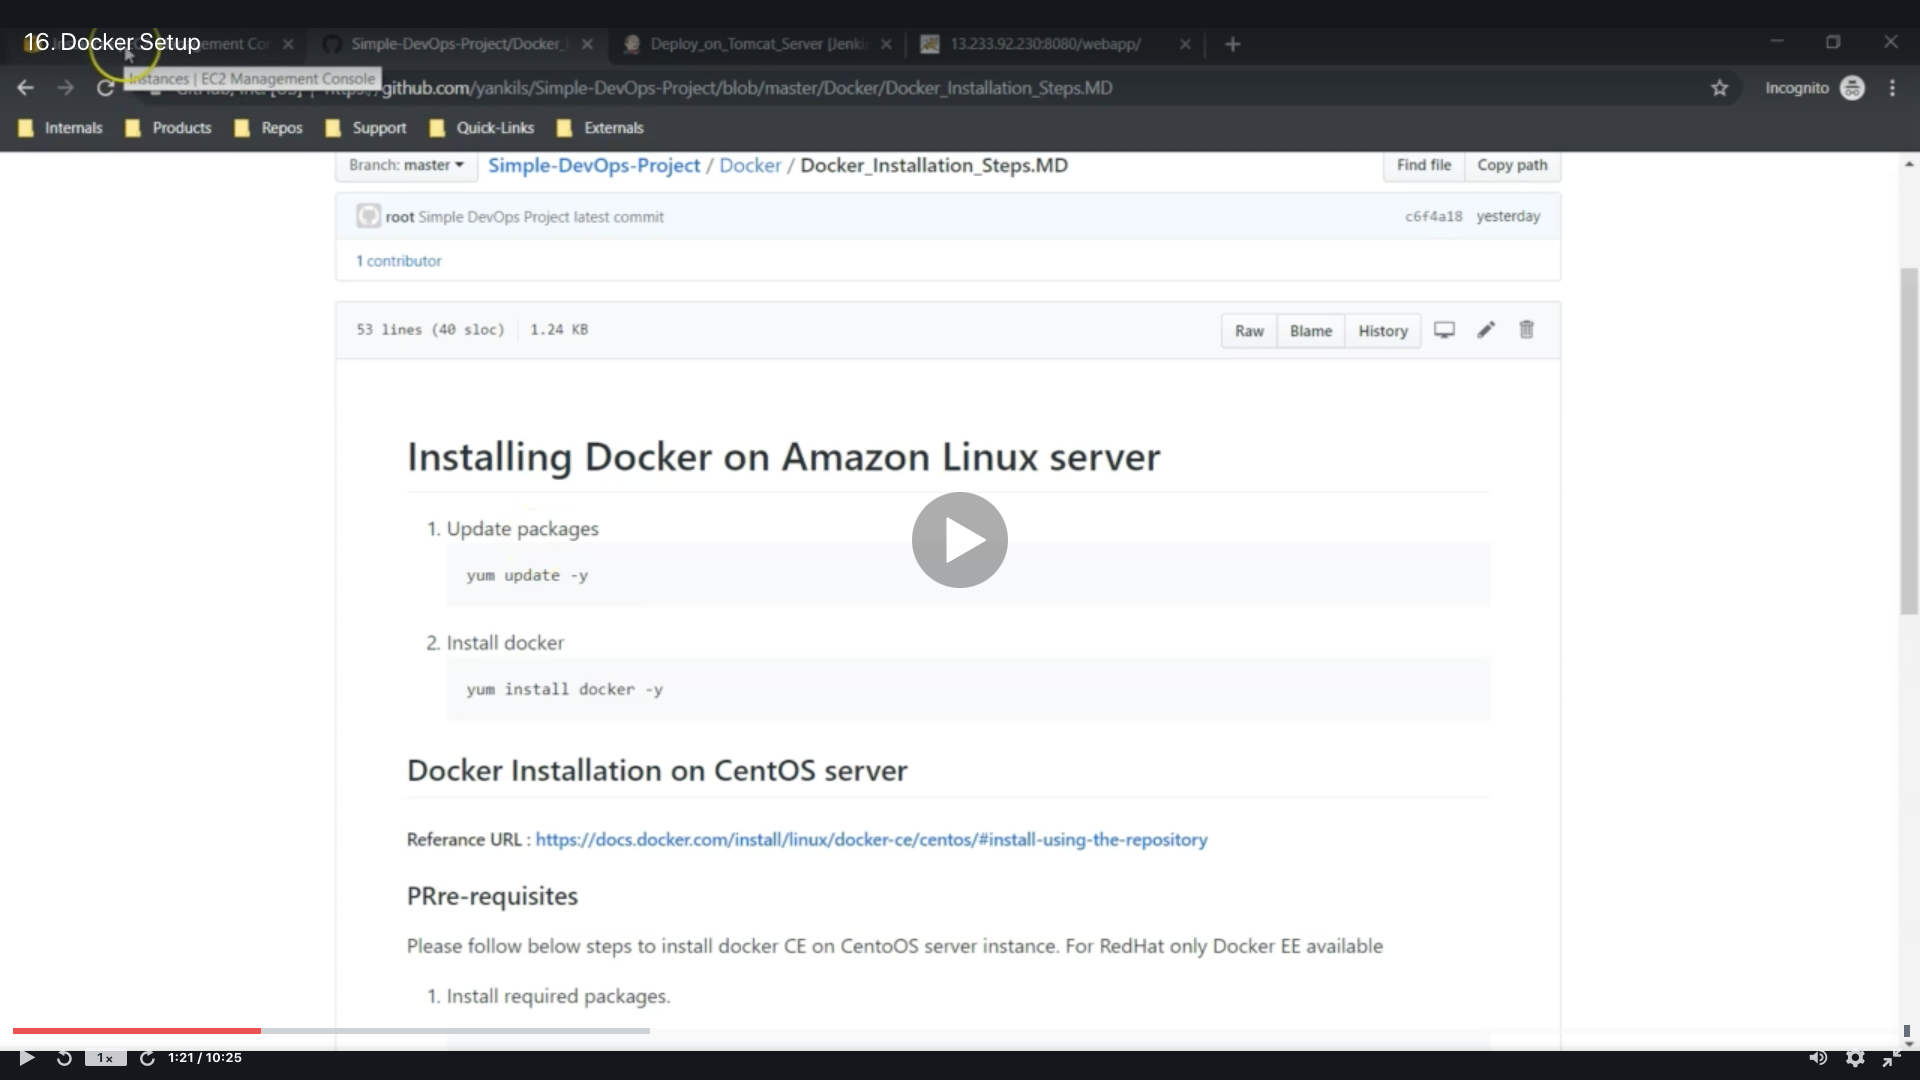 16. Docker Setup
ement Cor
Simple-DevOps-Project/Docker_I
Deploy_on_Tomcat_Server [Jenki
13.233.92.230:8080/webapp/
Instances | EC2 Management Console
github.com/yankils/Simple-DevOps-Project/blob/master/Docker/Docker_Installation_Steps.MD
Incognito
Internals
Products
Repos
Support
Quick-Links
Externals
Branch: master
Simple-DevOps-Project / Docker / Docker_Installation_Steps.MD
Find file
Copy path
root Simple DevOps Project latest commit
c6f4a18 yesterday
1 contributor
53 lines (40 sloc) 1.24 KB
Raw
Blame
History
Installing Docker on Amazon Linux server
1. Update packages
yum update -y
2. Install docker
yum install docker -y
Docker Installation on CentOS server
Referance URL : https://docs.docker.com/install/linux/docker-ce/centos/#install-using-the-repository
PRre-requisites
Please follow below steps to install docker CE on CentoOS server instance. For RedHat only Docker EE available
1. Install required packages.
1x
1:21 / 10:25